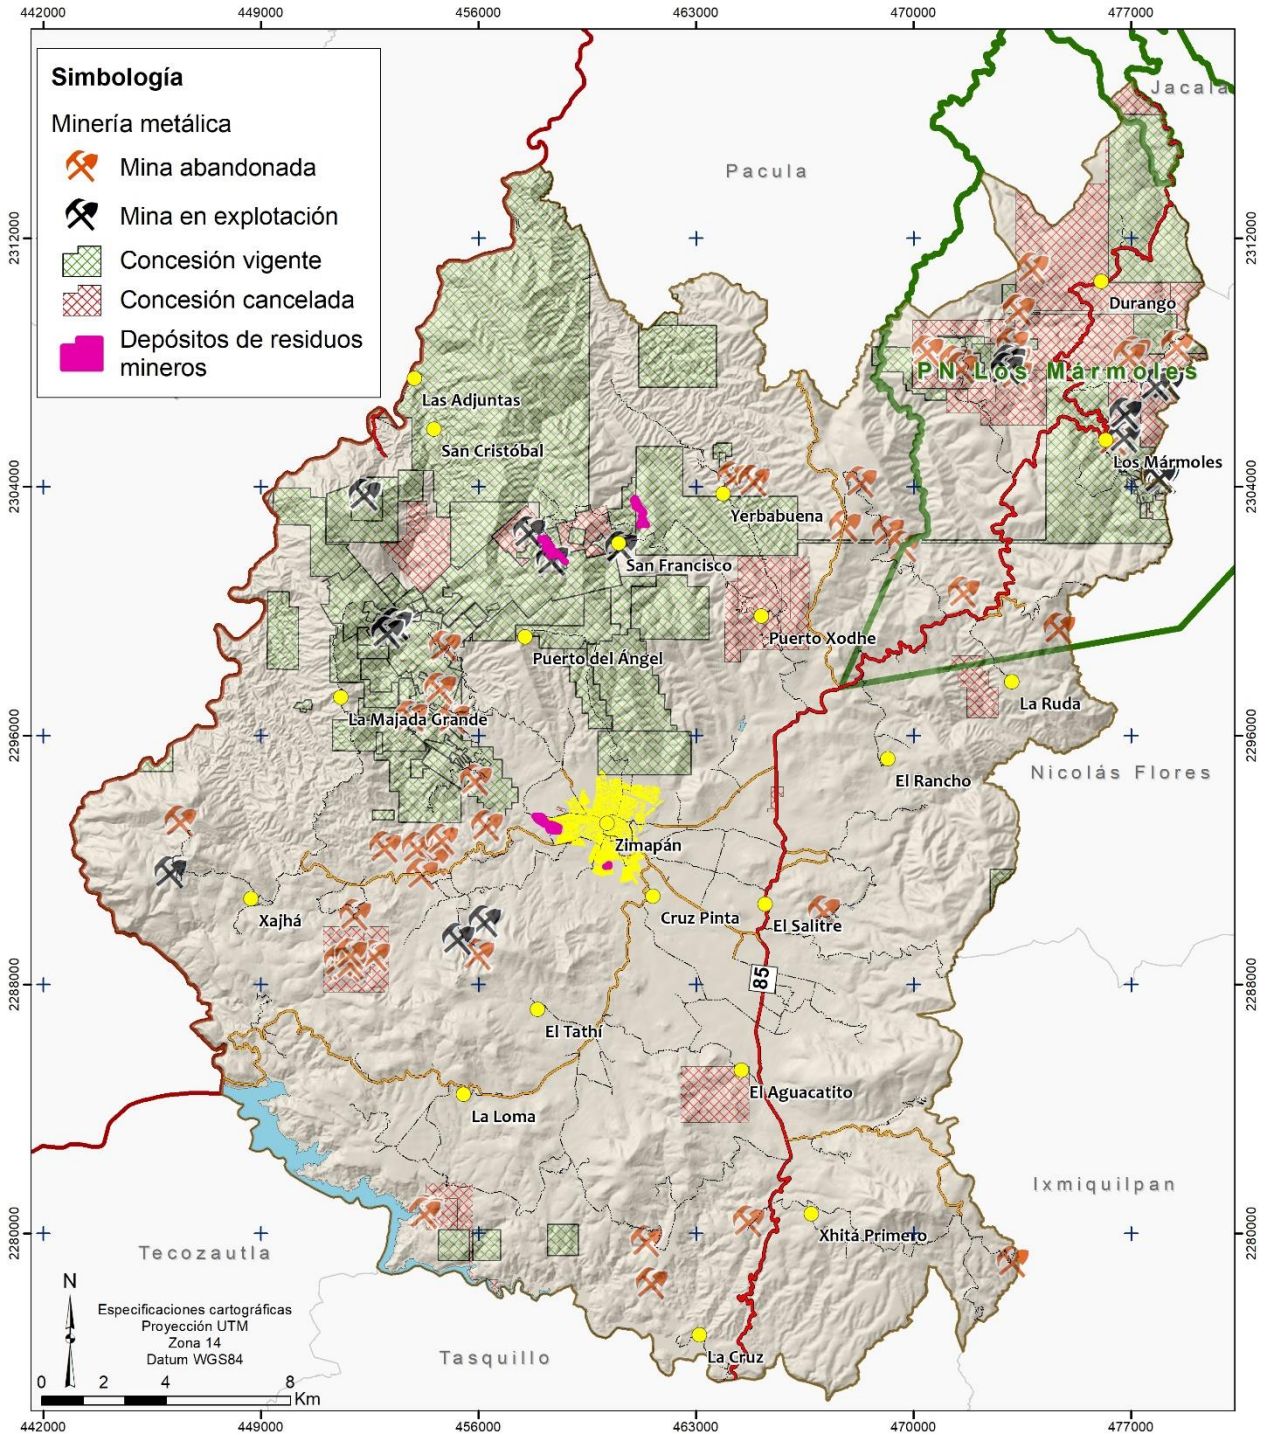 442000 449000 456000 463000 470000 477000
Simbología
Minería metálica
Mina abandonada
Mina en explotación
Concesión vigente
Concesión cancelada
Depósitos de residuos
mineros
Jacala
Pacula
2312000 2312000
Durango
PN Los Mármoles
Las Adjuntas
San Cristóbal
Los Mármoles
2304000 2304000
Yerbabuena
San Francisco
Puerto Xodhe
Puerto del Ángel
La Ruda
La Majada Grande
2296000 2296000
El Rancho
Nicolás Flores
Zimapán
Xajhá
Cruz Pinta
El Salitre
85
2288000 2288000
El Tathí
El Aguacatito
La Loma
Ixmiquilpan
Xhitá Primero
2280000 2280000
Tecozautla
N
Especificaciones cartográficas
Proyección UTM
Zona 14
Datum WGS84
Tasquillo
La Cruz
0 2 4 8
Km
442000 449000 456000 463000 470000 477000